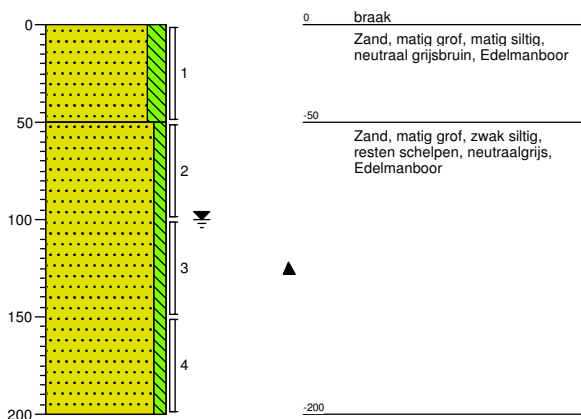 0
50
100
150
200
1
2
3
4
0 braak
Zand, matig grof, matig siltig,
neutraal grijsbruin, Edelmanboor
-50
Zand, matig grof, zwak siltig,
resten schelpen, neutraalgrijs,
Edelmanboor
-200